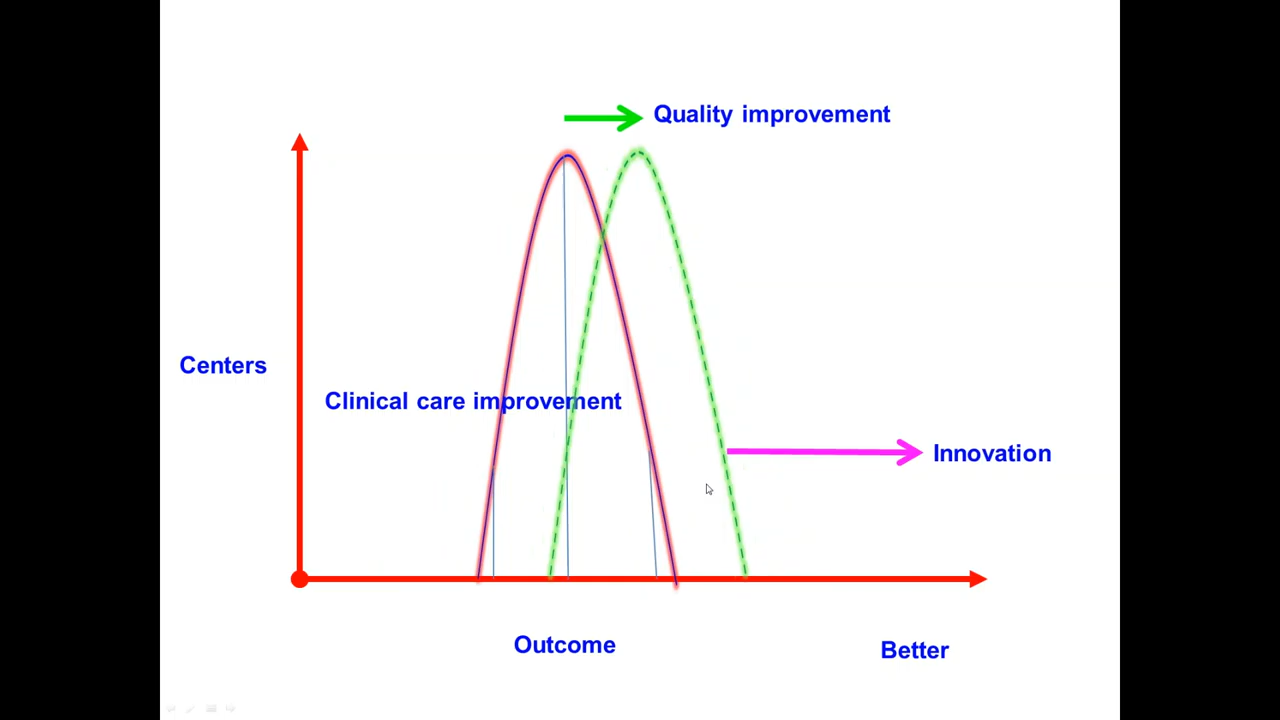 Quality improvement
Centers
Clinical care improvement
Innovation
Outcome
Better